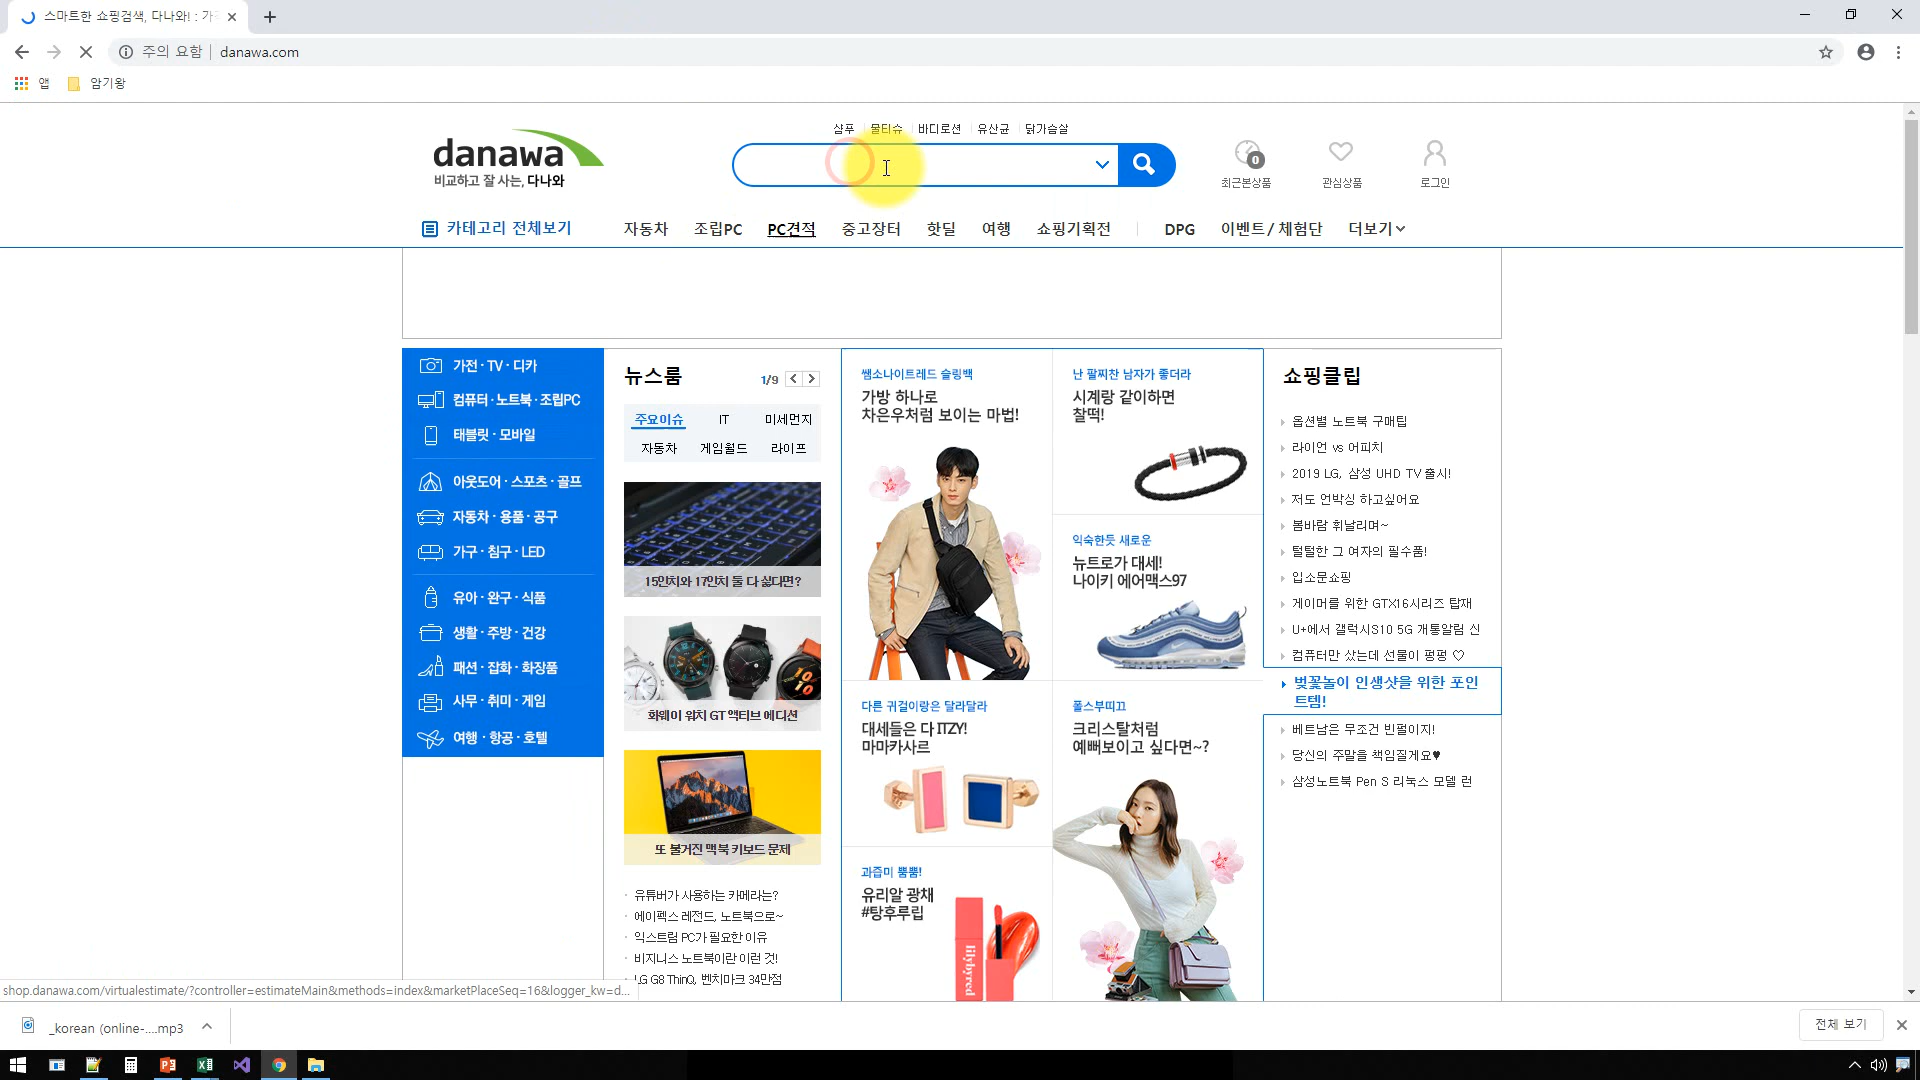 스마트한 쇼핑검색, 다나와! : 가격
주의 요함 danawa.com
앱 암기왕
샴푸 물티슈 바디로션 유산균 닭가슴살
danawa
비교하고 잘 사는, 다나와
0
최근본상품 관심상품 로그인
카테고리 전체보기 자동차 조립PC PC견적 중고장터 핫딜 여행 쇼핑기획전 DPG 이벤트/ 체험단 더보기
가전 · TV · 디카
컴퓨터 · 노트북 · 조립PC
태블릿 · 모바일
아웃도어 · 스포츠 · 골프
자동차 · 용품 · 공구
가구 · 침구 · LED
유아 · 완구 · 식품
생활 · 주방 · 건강
패션 · 잡화 · 화장품
사무 · 취미 · 게임
여행 · 항공 · 호텔
뉴스룸 1/9
주요이슈 IT 미세먼지
자동차 게임월드 라이프
15인치와 17인치 둘 다 싫다면?
화웨이 워치 GT 액티브 에디션
또 불거진 맥북 키보드 문제
유튜버가 사용하는 카메라는?
에이펙스 레전드, 노트북으로~
익스트림 PC가 필요한 이유
비지니스 노트북이란 이런 것!
LG G8 ThinQ, 벤치마크 34만점
쌤소나이트레드 슬링백
가방 하나로
차은우처럼 보이는 마법!
난 팔찌찬 남자가 좋더라
시계랑 같이하면
찰떡!
익숙한듯 새로운
뉴트로가 대세!
나이키 에어맥스97
다른 귀걸이랑은 달라달라
대세들은 다 ITZY!
마마카사르
폴스부띠끄
크리스탈처럼
예뻐보이고 싶다면~?
과즙미 뿜뿜!
유리알 광채
#탕후루립
lilybyred
쇼핑클립
옵션별 노트북 구매팁
라이언 vs 어피치
2019 LG, 삼성 UHD TV 출시!
저도 언박싱 하고싶어요
봄바람 휘날리며~
털털한 그 여자의 필수품!
입소문쇼핑
게이머를 위한 GTX16시리즈 탑재
U+에서 갤럭시S10 5G 개통알림 신
컴퓨터만 샀는데 선물이 펑펑 ♡
벚꽃놀이 인생샷을 위한 포인
트템!
베트남은 무조건 빈펄이지!
당신의 주말을 책임질게요♥
삼성노트북 Pen S 리눅스 모델 런
shop.danawa.com/virtualestimate/?controller=estimateMain&methods=index&marketPlaceSeq=16&logger_kw=d...
_korean (online-....mp3 전체 보기